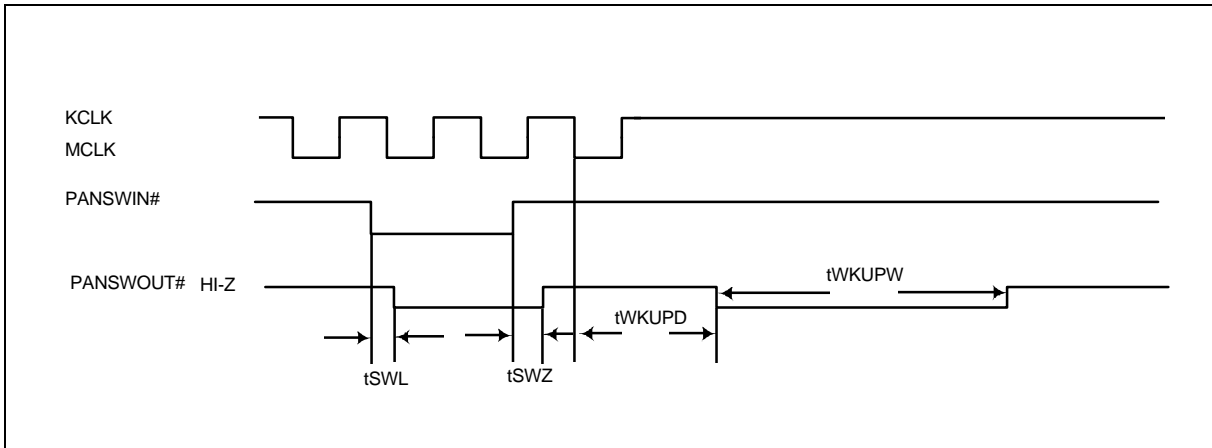 KCLK
MCLK
PANSWIN#
PANSWOUT# HI-Z
tWKUPW
tWKUPD
tSWL
tSWZ